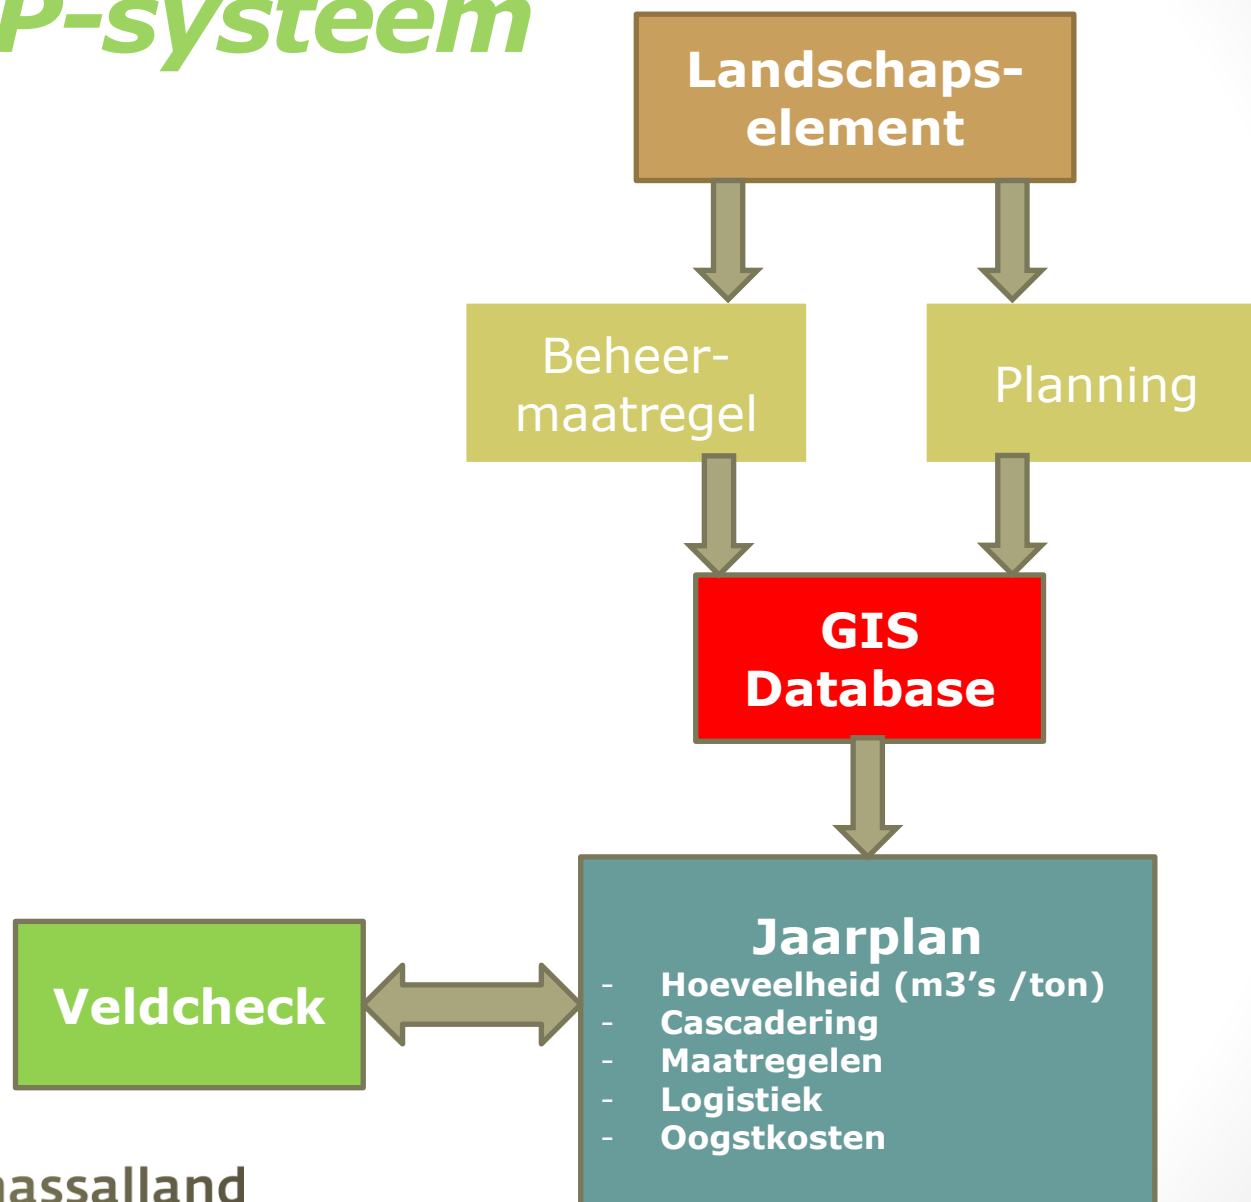 P-systeem
Landschaps-
element
Beheer-
maatregel
Planning
GIS
Database
Jaarplan
- Hoeveelheid (m3's /ton)
- Cascadering
- Maatregelen
- Logistiek
- Oogstkosten
Veldcheck
assalland